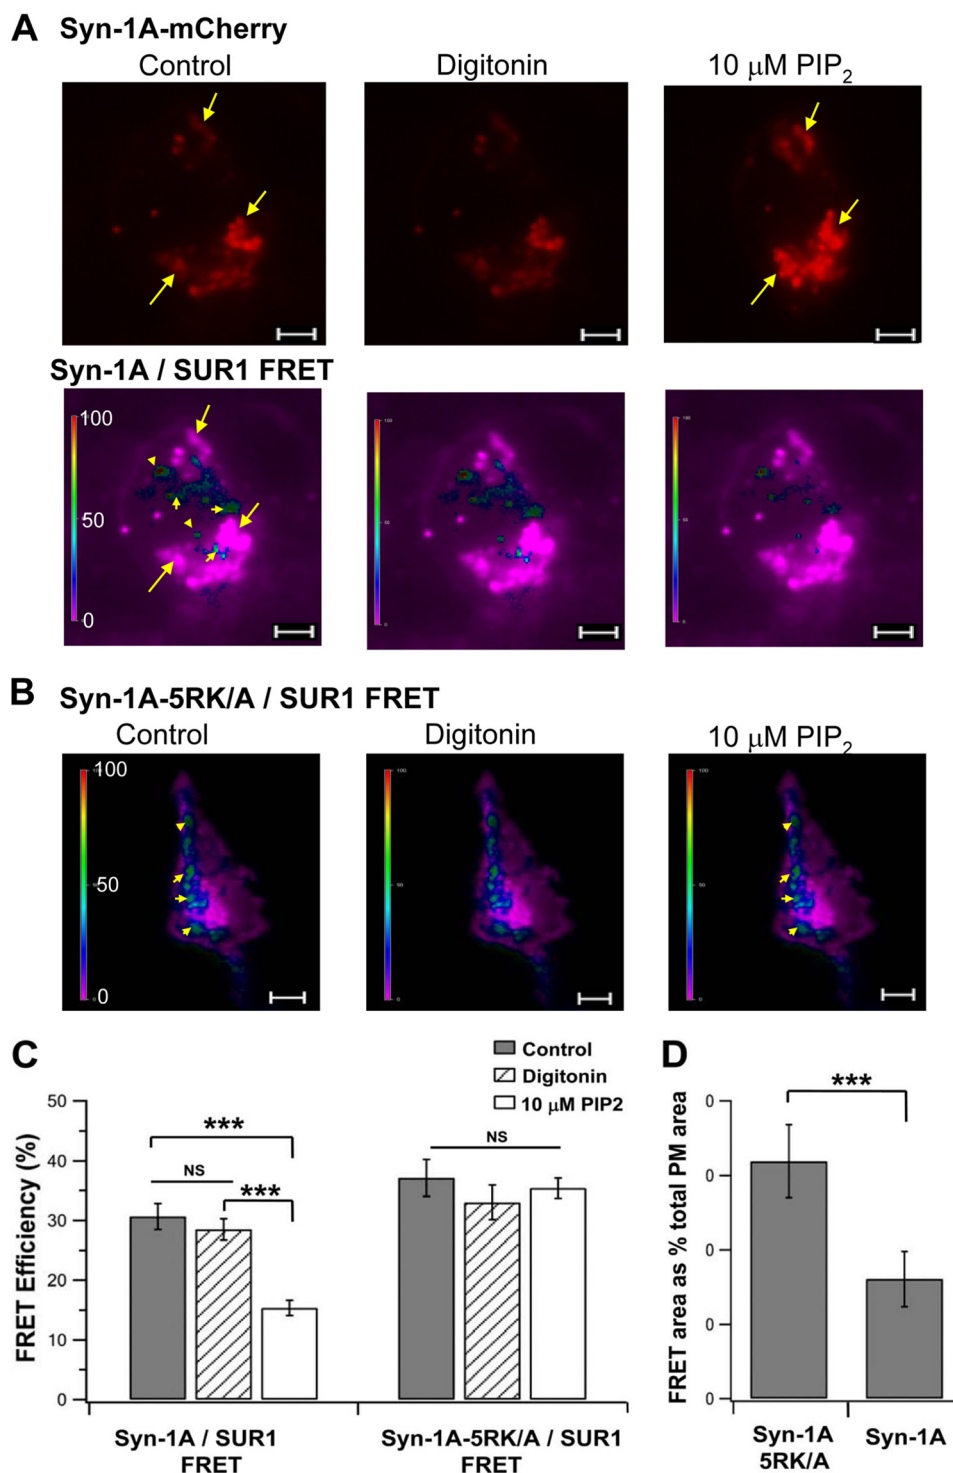 A Syn-1A-mCherry
Control Digitonin 10 μM PIP2
Syn-1A / SUR1 FRET
100
50
0
B Syn-1A-5RK/A / SUR1 FRET
Control Digitonin 10 μM PIP2
100
50
0
C
Control
Digitonin
10 μM PIP2
FRET Efficiency (%)
50
40
30
20
10
0
***
NS
***
NS
Syn-1A / SUR1
FRET
Syn-1A-5RK/A / SUR1
FRET
D
FRET area as % total PM area
0
0
0
0
0
***
Syn-1A
5RK/A
Syn-1A